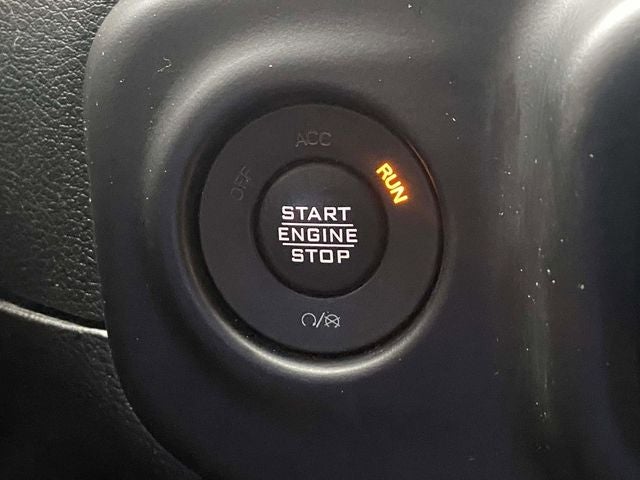 OFF
ACC
RUN
START
ENGINE
STOP